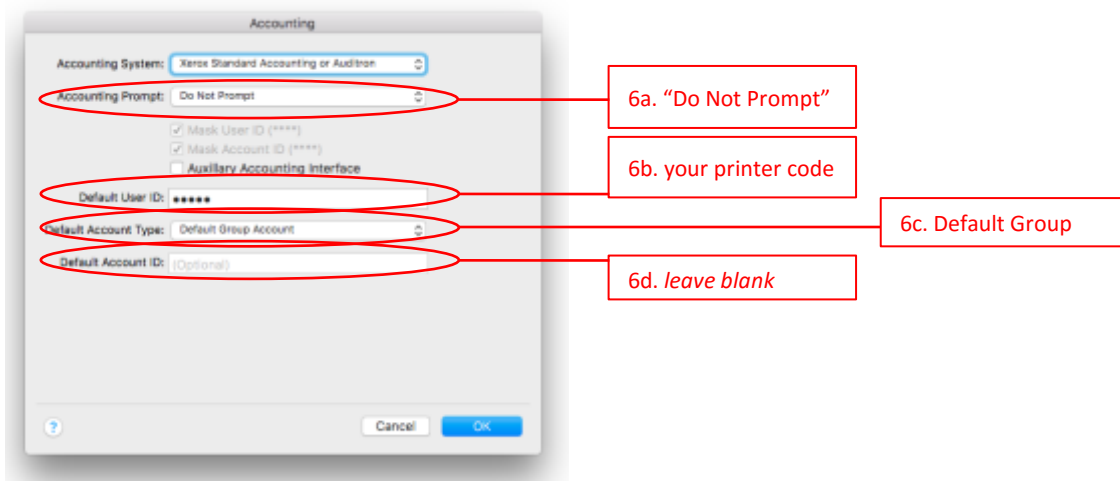 Accounting
Accounting System: Xerox Standard Accounting or Auditron
Accounting Prompt: Do Not Prompt
6a. “Do Not Prompt”
Mask User ID (****)
Mask Account ID (****)
Auxiliary Accounting Interface
6b. your printer code
Default User ID: •••••
Default Account Type: Default Group Account
6c. Default Group
Default Account ID: (Optional)
6d. leave blank
? Cancel OK